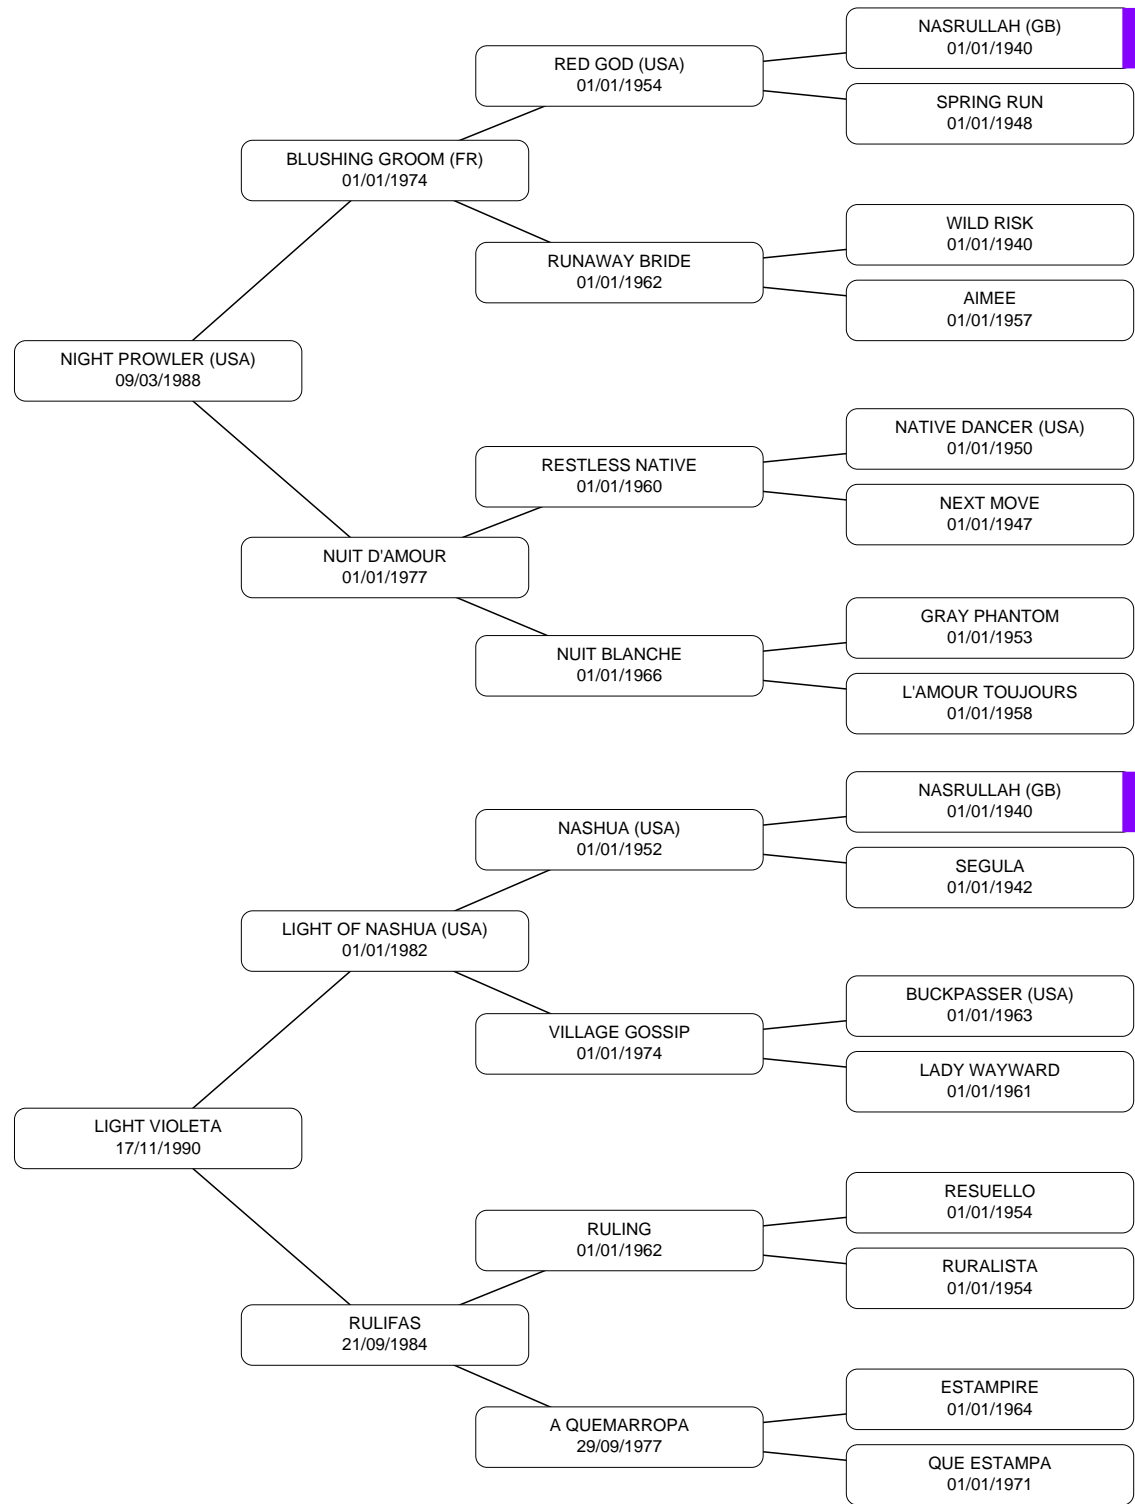 NASRULLAH (GB)
01/01/1940
RED GOD (USA)
01/01/1954
SPRING RUN
01/01/1948
BLUSHING GROOM (FR)
01/01/1974
WILD RISK
01/01/1940
RUNAWAY BRIDE
01/01/1962
AIMEE
01/01/1957
NIGHT PROWLER (USA)
09/03/1988
NATIVE DANCER (USA)
01/01/1950
RESTLESS NATIVE
01/01/1960
NEXT MOVE
01/01/1947
NUIT D'AMOUR
01/01/1977
GRAY PHANTOM
01/01/1953
NUIT BLANCHE
01/01/1966
L'AMOUR TOUJOURS
01/01/1958
NASRULLAH (GB)
01/01/1940
NASHUA (USA)
01/01/1952
SEGULA
01/01/1942
LIGHT OF NASHUA (USA)
01/01/1982
BUCKPASSER (USA)
01/01/1963
VILLAGE GOSSIP
01/01/1974
LADY WAYWARD
01/01/1961
LIGHT VIOLETA
17/11/1990
RESUELLO
01/01/1954
RULING
01/01/1962
RURALISTA
01/01/1954
RULIFAS
21/09/1984
ESTAMPIRE
01/01/1964
A QUEMARROPA
29/09/1977
QUE ESTAMPA
01/01/1971